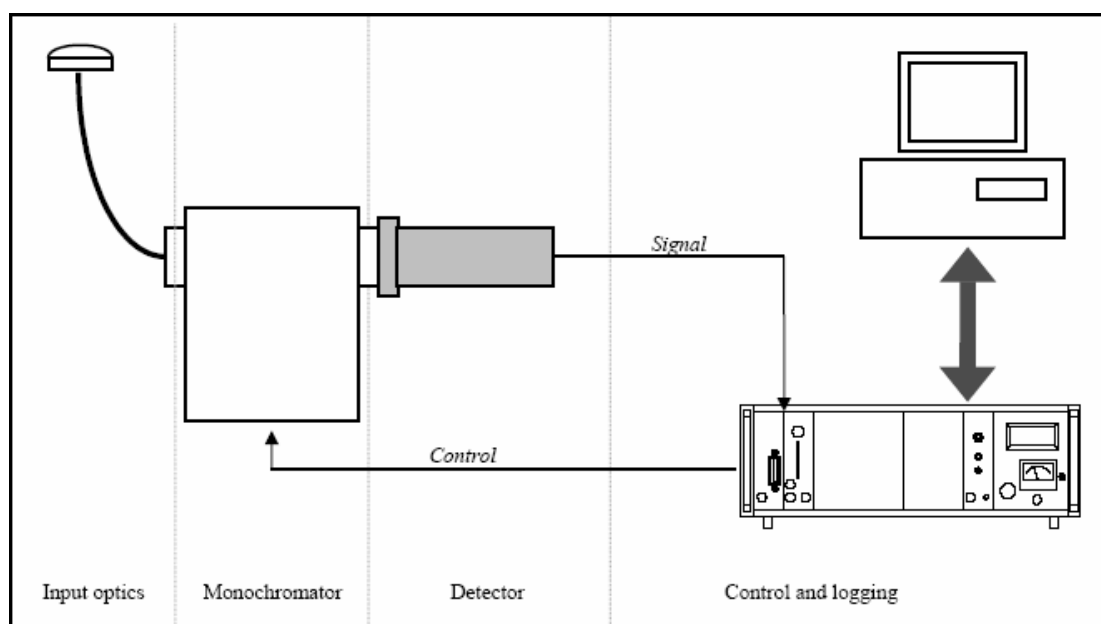 Signal
Control
Input optics
Monochromator
Detector
Control and logging